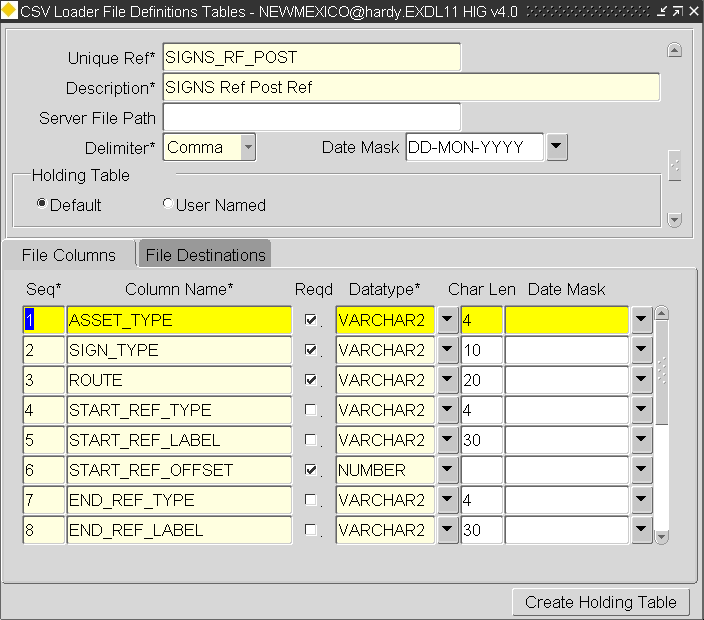 CSV Loader File Definitions Tables - NEWMEXICO@hardy.EXDL11 HIG v4.0
Unique Ref* SIGNS_RF_POST
Description* SIGNS Ref Post Ref
Server File Path
Delimiter* Comma Date Mask DD-MON-YYYY
Holding Table
Default User Named
File Columns File Destinations
Seq* Column Name* Reqd Datatype* Char Len Date Mask
1 ASSET_TYPE . VARCHAR2 4
2 SIGN_TYPE . VARCHAR2 10
3 ROUTE . VARCHAR2 20
4 START_REF_TYPE . VARCHAR2 4
5 START_REF_LABEL . VARCHAR2 30
6 START_REF_OFFSET . NUMBER
7 END_REF_TYPE . VARCHAR2 4
8 END_REF_LABEL . VARCHAR2 30
Create Holding Table